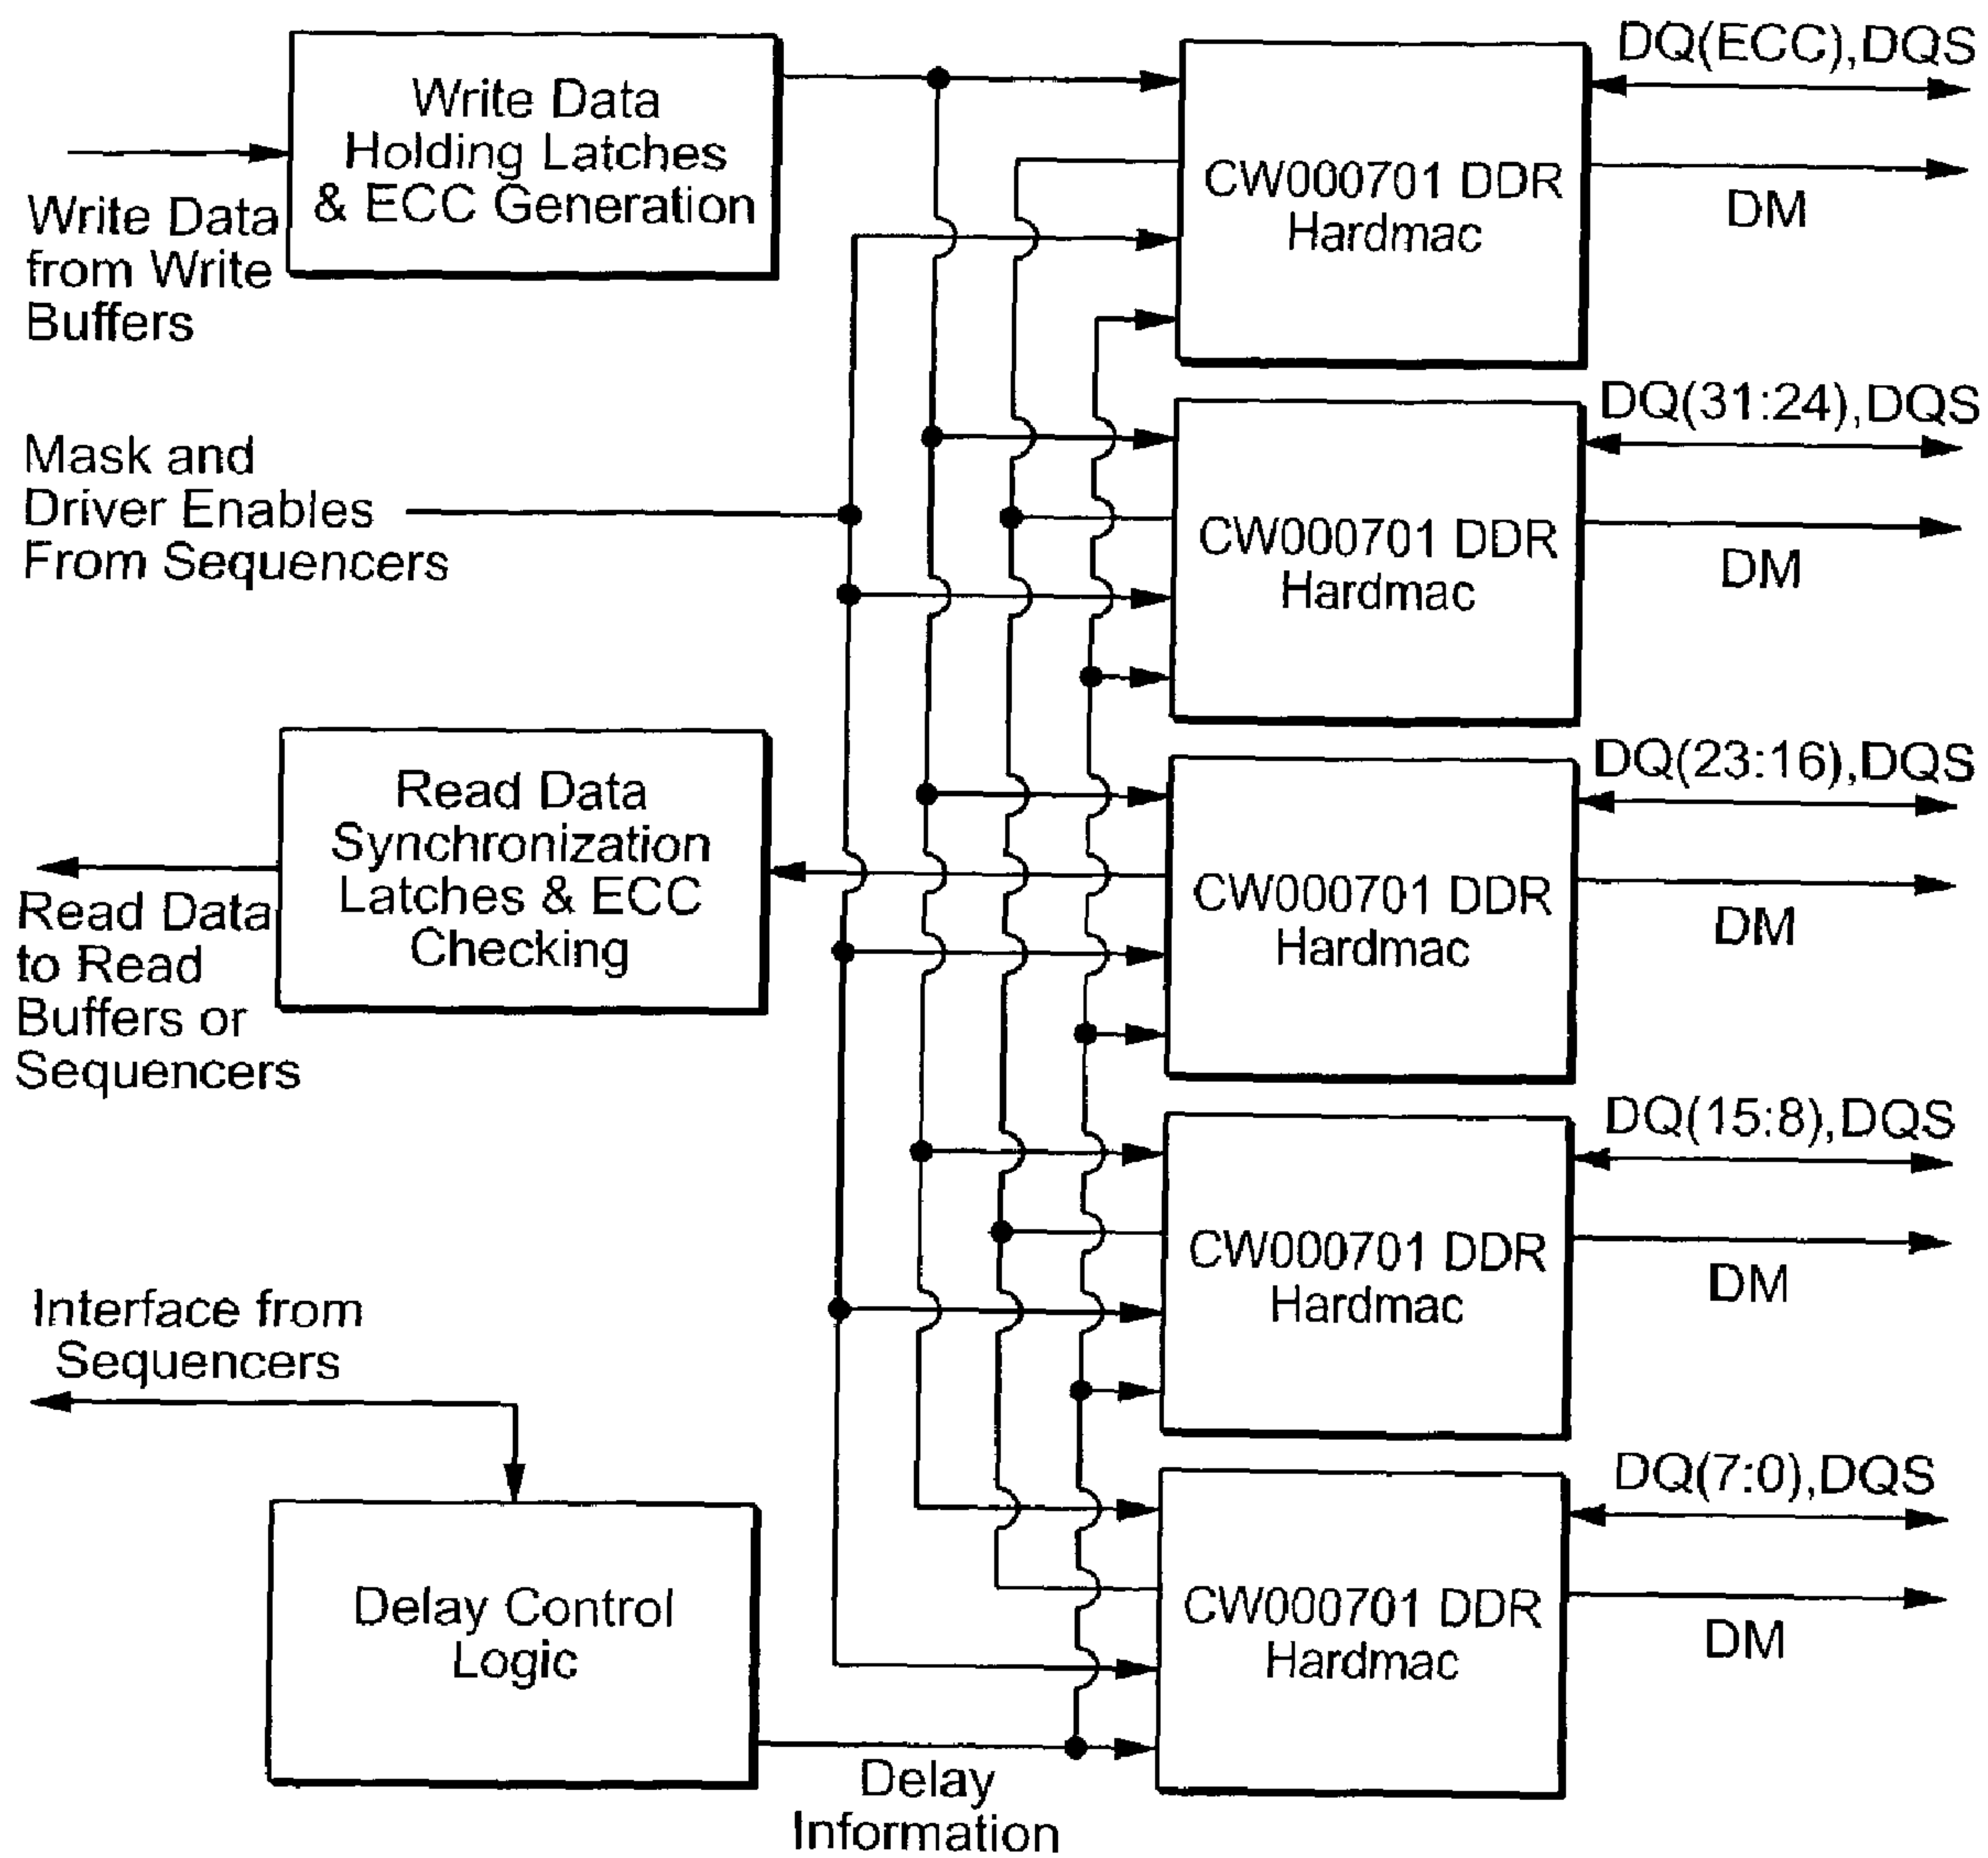 Write Data
Holding Latches
& ECC Generation
Write Data
from Write
Buffers
CW000701 DDR
Hardmac
DQ(ECC),DQS
DM
Mask and
Driver Enables
From Sequencers
CW000701 DDR
Hardmac
DQ(31:24),DQS
DM
Read Data
Synchronization
Latches & ECC
Checking
Read Data
to Read
Buffers or
Sequencers
CW000701 DDR
Hardmac
DQ(23:16),DQS
DM
CW000701 DDR
Hardmac
DQ(15:8),DQS
DM
Interface from
Sequencers
Delay Control
Logic
Delay
Information
CW000701 DDR
Hardmac
DQ(7:0),DQS
DM